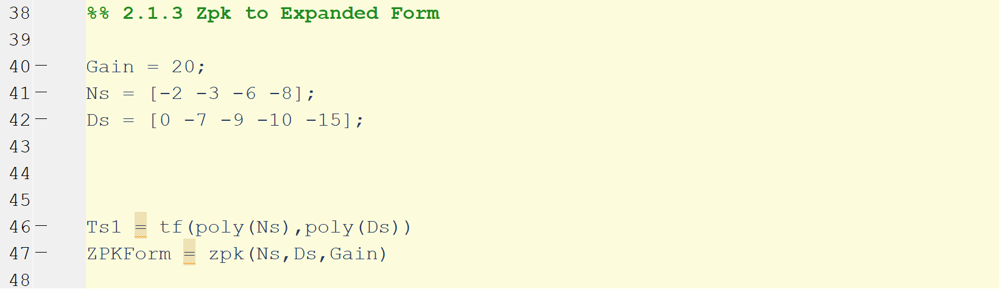 38 %% 2.1.3 Zpk to Expanded Form
39
40 Gain = 20;
41 Ns = [-2 -3 -6 -8];
42 Ds = [0 -7 -9 -10 -15];
43
44
45
46 Ts1 = tf(poly(Ns),poly(Ds))
47 ZPKForm = zpk(Ns,Ds,Gain)
48